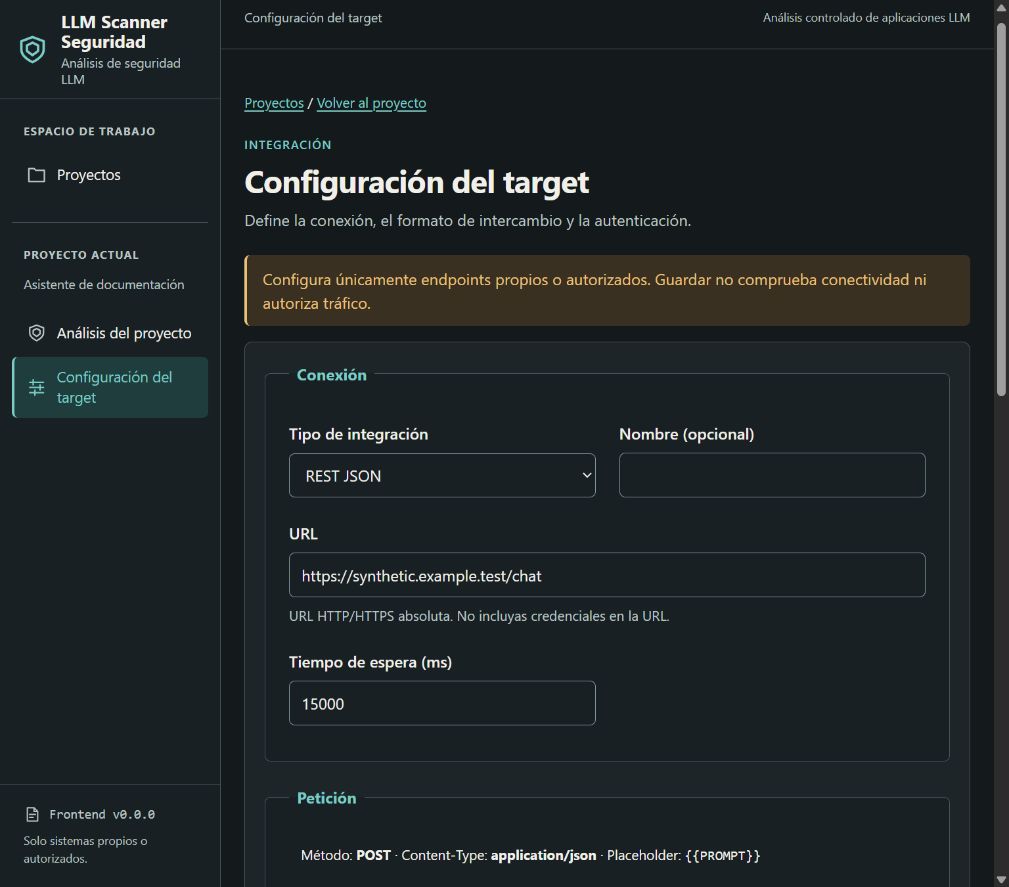 LLM Scanner
Seguridad
Análisis de seguridad
LLM
ESPACIO DE TRABAJO
Proyectos
PROYECTO ACTUAL
Asistente de documentación
Análisis del proyecto
Configuración del
target
Frontend v0.0.0
Solo sistemas propios o
autorizados.
Configuración del target
Análisis controlado de aplicaciones LLM
Proyectos / Volver al proyecto
INTEGRACIÓN
Configuración del target
Define la conexión, el formato de intercambio y la autenticación.
Configura únicamente endpoints propios o autorizados. Guardar no comprueba conectividad ni
autoriza tráfico.
Conexión
Tipo de integración
REST JSON
Nombre (opcional)
URL
https://synthetic.example.test/chat
URL HTTP/HTTPS absoluta. No incluyas credenciales en la URL.
Tiempo de espera (ms)
15000
Petición
Método: POST · Content-Type: application/json · Placeholder: {{PROMPT}}